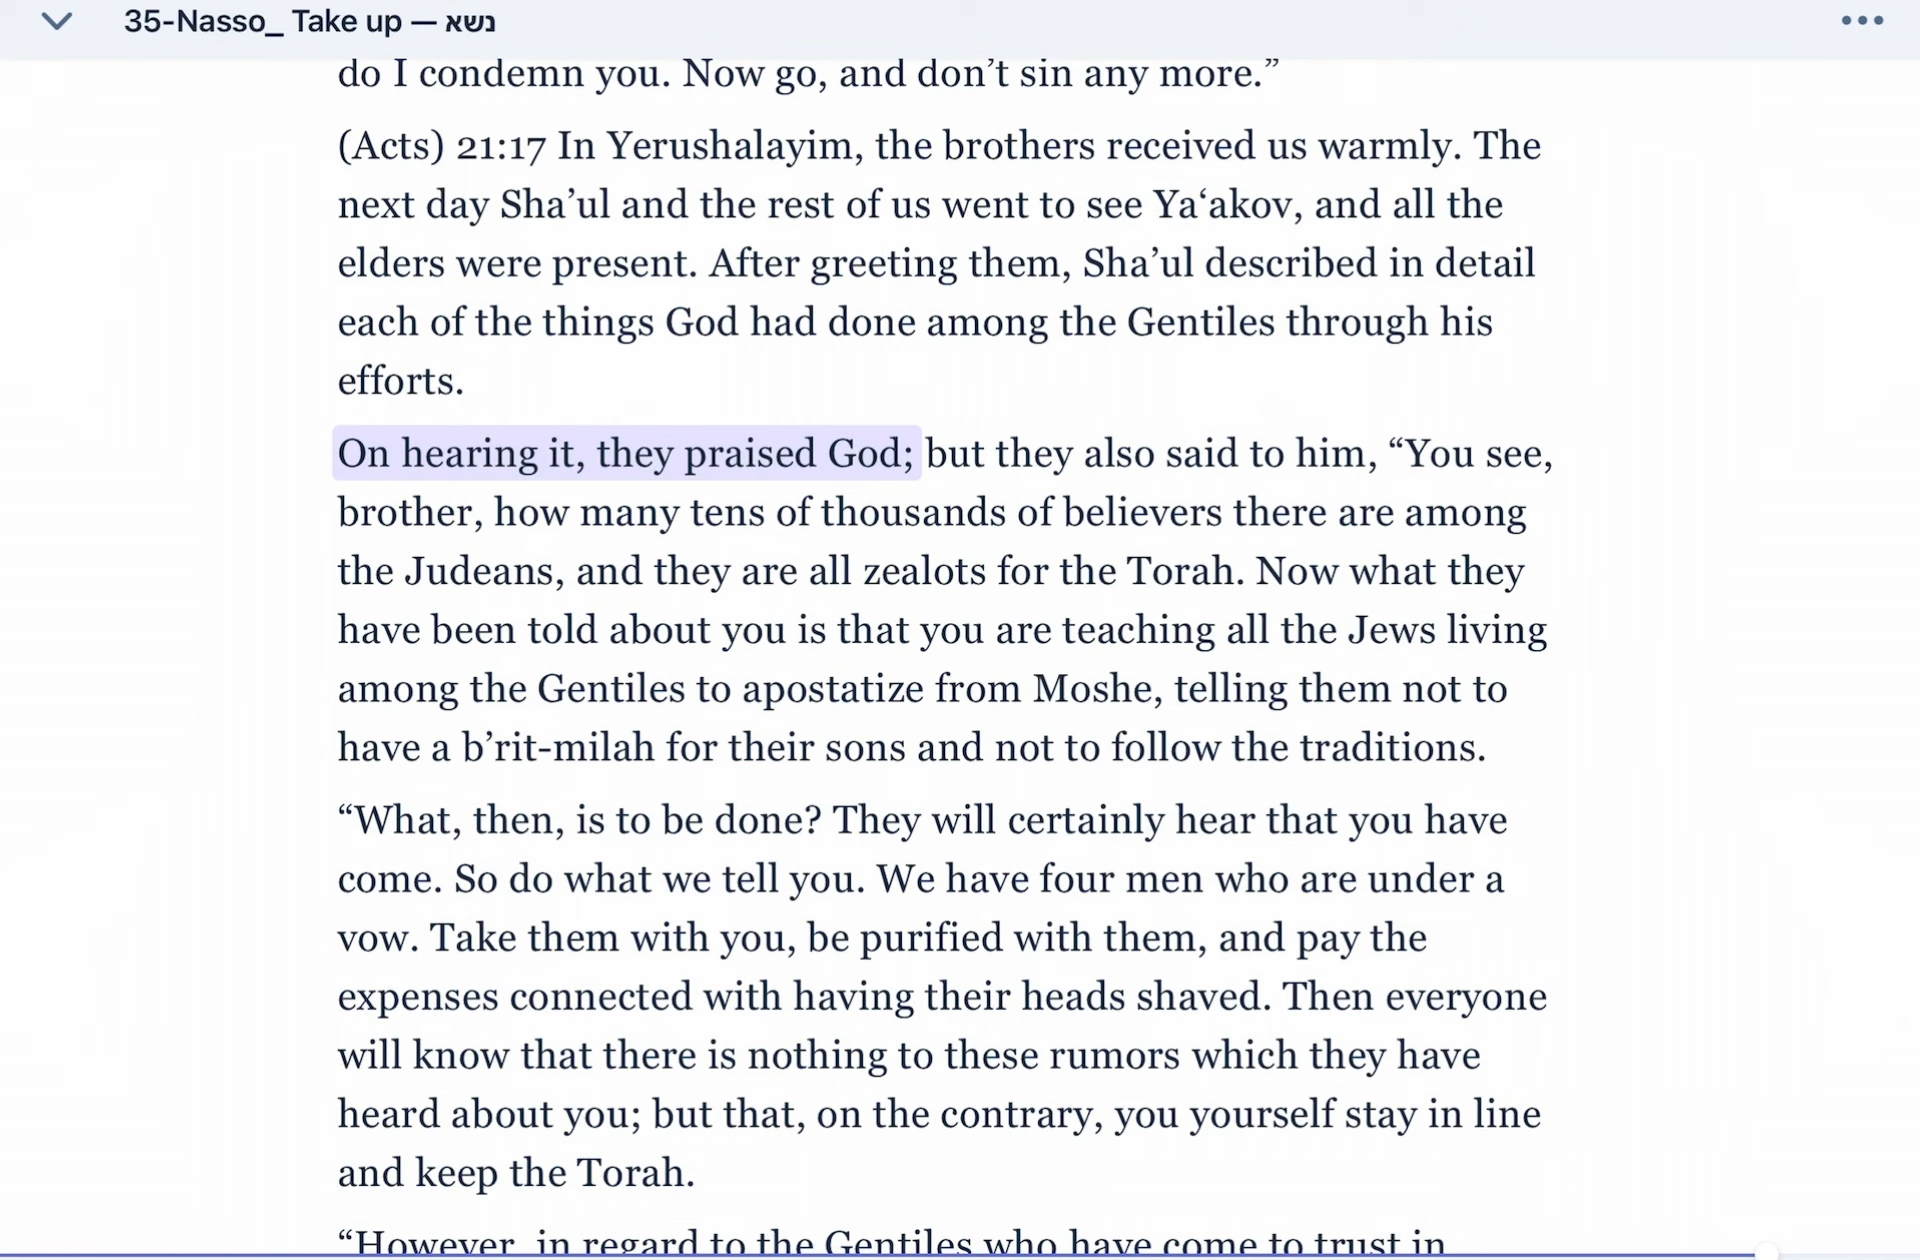 35-Nasso_ Take up — נשא
do I condemn you. Now go, and don’t sin any more.”
(Acts) 21:17 In Yerushalayim, the brothers received us warmly. The
next day Sha’ul and the rest of us went to see Ya‘akov, and all the
elders were present. After greeting them, Sha’ul described in detail
each of the things God had done among the Gentiles through his
efforts.
On hearing it, they praised God; but they also said to him, “You see,
brother, how many tens of thousands of believers there are among
the Judeans, and they are all zealots for the Torah. Now what they
have been told about you is that you are teaching all the Jews living
among the Gentiles to apostatize from Moshe, telling them not to
have a b’rit-milah for their sons and not to follow the traditions.
“What, then, is to be done? They will certainly hear that you have
come. So do what we tell you. We have four men who are under a
vow. Take them with you, be purified with them, and pay the
expenses connected with having their heads shaved. Then everyone
will know that there is nothing to these rumors which they have
heard about you; but that, on the contrary, you yourself stay in line
and keep the Torah.
“However, in regard to the Gentiles who have come to trust in